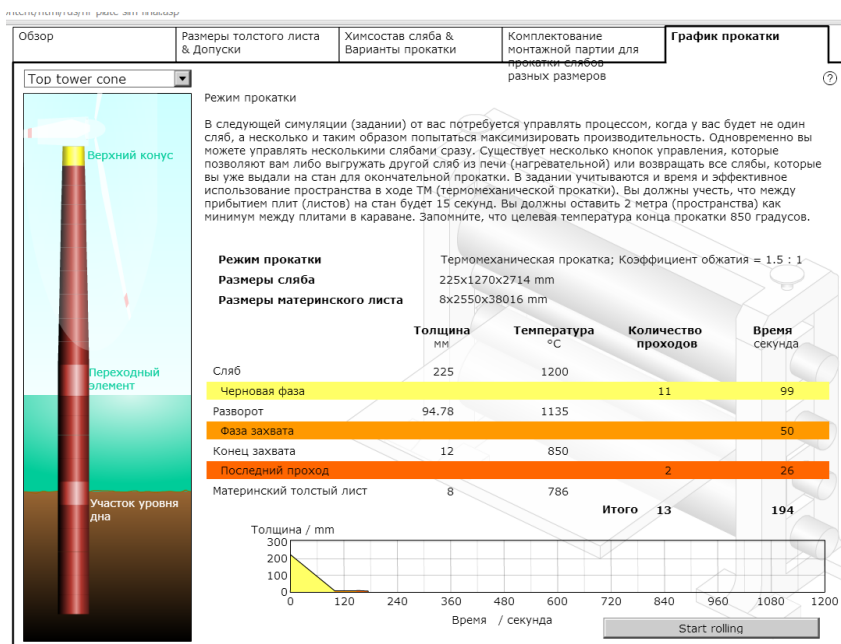 Обзор
Размеры толстого листа
& Допуски
Химсостав сляба &
Варианты прокатки
Комплектование
монтажной партии для
прокатки слябов
разных размеров
График прокатки
Top tower cone
?
Верхний конус
Переходный
элемент
Участок уровня
дна
Режим прокатки
В следующей симуляции (задании) от вас потребуется управлять процессом, когда у вас будет не один
сляб, а несколько и таким образом попытаться максимизировать производительность. Одновременно вы
можете управлять несколькими слябами сразу. Существует несколько кнопок управления, которые
позволяют вам либо выгружать другой сляб из печи (нагревательной) или возвращать все слябы, которые
вы уже выдали на стан для окончательной прокатки. В задании учитываются и время и эффективное
использование пространства в ходе ТМ (термомеханической прокатки). Вы должны учесть, что между
прибытием плит (листов) на стан будет 15 секунд. Вы должны оставить 2 метра (пространства) как
минимум между плитами в караване. Запомните, что целевая температура конца прокатки 850 градусов.
Режим прокатки Термомеханическая прокатка; Коэффициент обжатия = 1.5 : 1
Размеры сляба 225x1270x2714 mm
Размеры материнского листа 8x2550x38016 mm
Толщина Температура Количество Время
мм °C проходов секунда
Сляб 225 1200
Черновая фаза 11 99
Разворот 94.78 1135
Фаза захвата 50
Конец захвата 12 850
Последний проход 2 26
Материнский толстый лист 8 786
Итого 13 194
Толщина / mm
300
200
100
0
0 120 240 360 480 600 720 840 960 1080 1200
Время / секунда
Start rolling